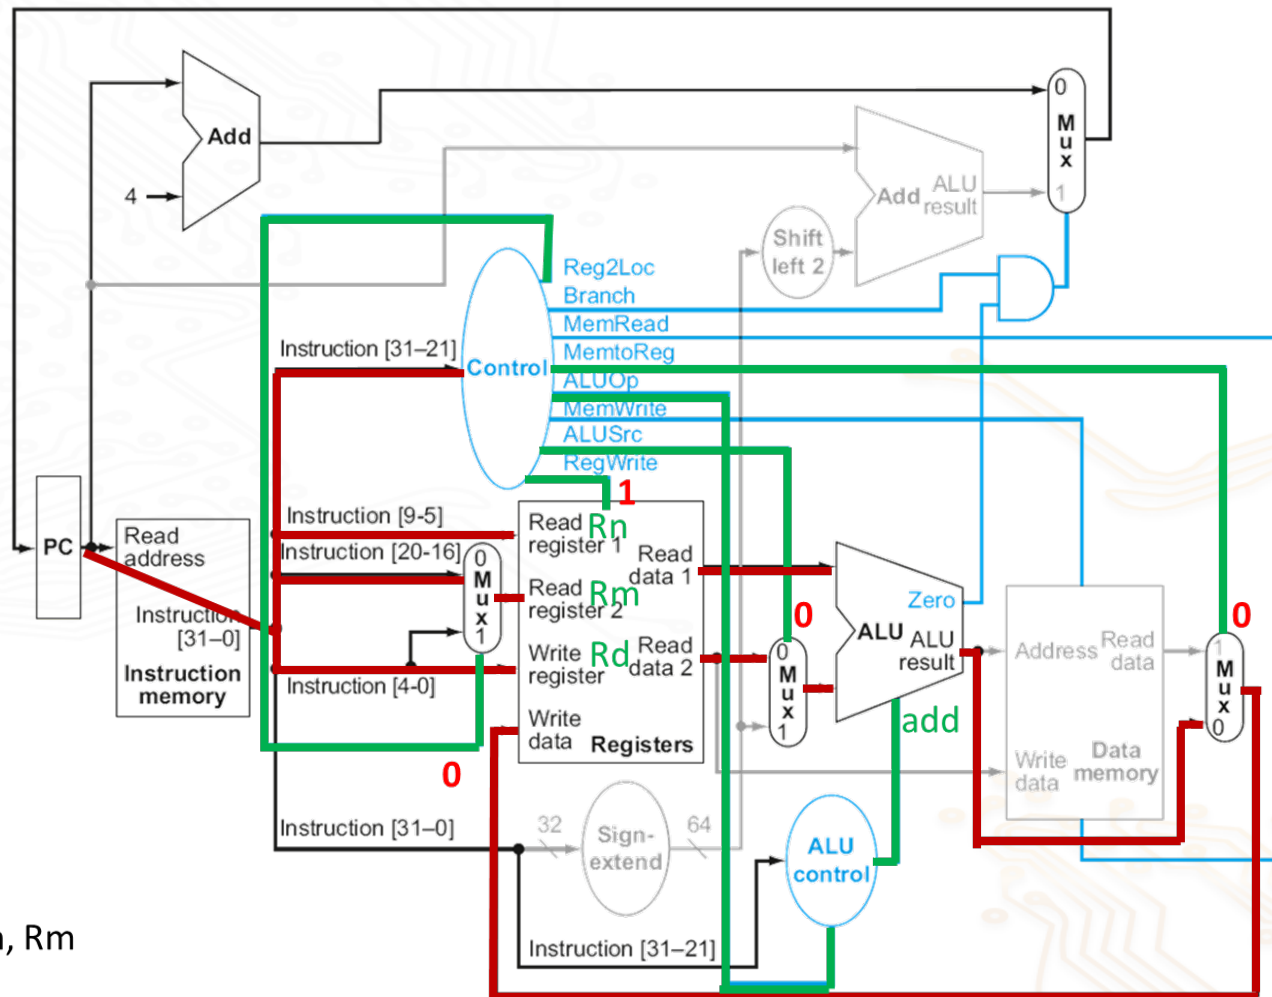 0
M
u
x
1
Add
4
Add
ALU
result
Shift
left 2
Reg2Loc
Branch
MemRead
MemtoReg
ALUOp
MemWrite
ALUSrc
RegWrite
Control
Instruction [31–21]
1
PC
Read
address
Instruction
[31–0]
Instruction
memory
Instruction [9-5]
Instruction [20-16]
0
M
u
x
1
Instruction [4-0]
0
Read
register 1
Rn
Read
register 2
Rm
Write
register
Rd
Write
data
Read
data 1
Read
data 2
Registers
0
0
M
u
x
1
Zero
ALU
ALU
result
add
Address
Read
data
Write
data
Data
memory
0
1
M
u
x
0
Instruction [31–0]
32
Sign-
extend
64
ALU
control
Instruction [31–21]
, Rm